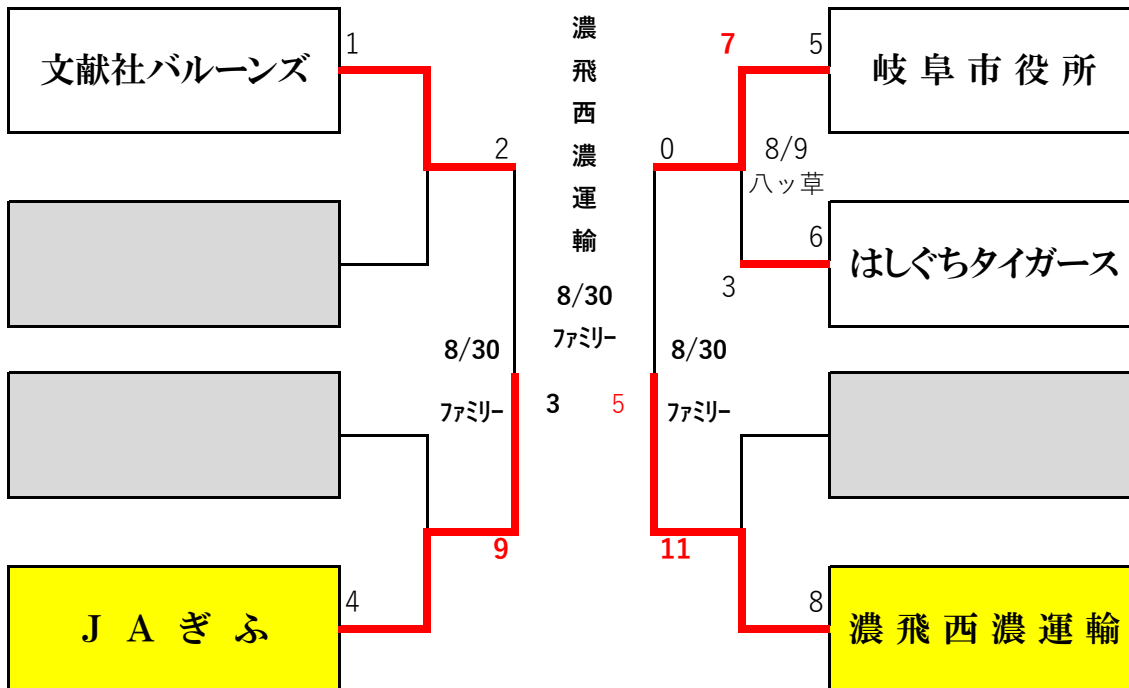 文献社バルーンズ
1
2
JAぎふ
4
9
8/30
ファミリー
濃飛西濃運輸
8/30
ファミリー
3
5
7
5
岐阜市役所
0
8/9
八ッ草
6
はしぐちタイガース
3
8/30
ファミリー
11
8
濃飛西濃運輸